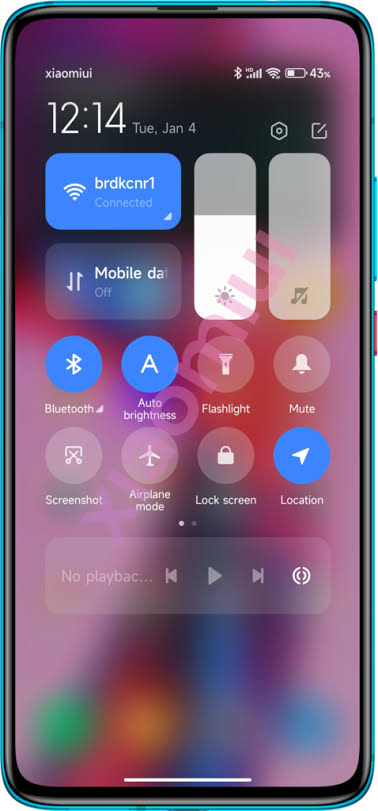 xiaomiui
HD
43%
12:14
Tue, Jan 4
brdkcnr1
Connected
Mobile da
Off
A
Bluetooth
Auto
brightness
Flashlight
Mute
Screenshot
Airplane
mode
Lock screen
Location
No playbac...
xiaomiui